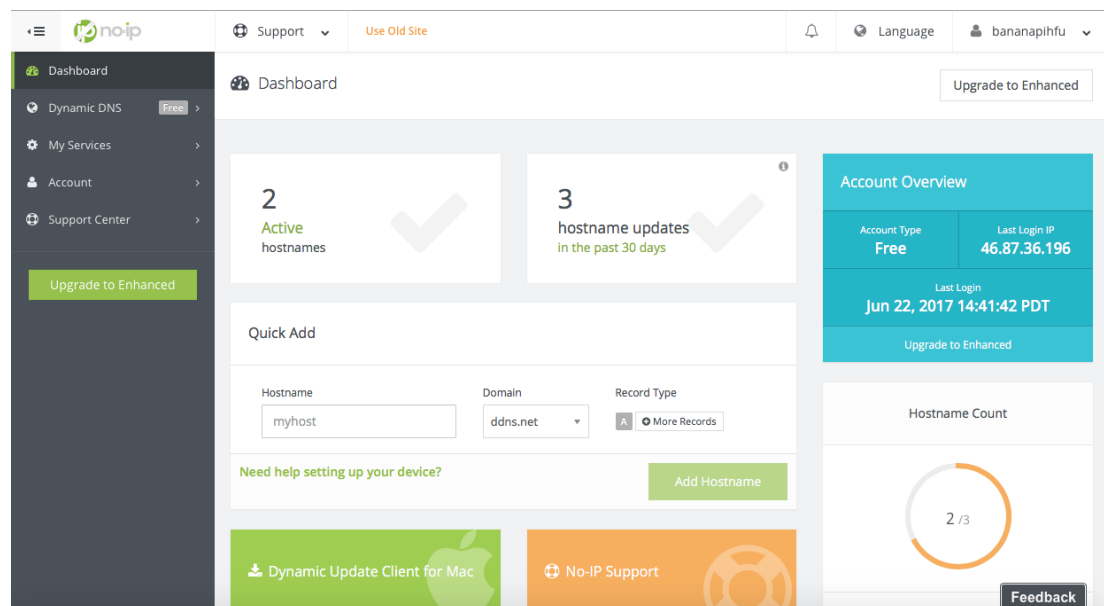 no-ip
Support
Use Old Site
Language
bananapihfu
Dashboard
Dynamic DNS Free
My Services
Account
Support Center
Upgrade to Enhanced
Dashboard
Upgrade to Enhanced
2
Active
hostnames
3
hostname updates
in the past 30 days
Account Overview
Account Type
Free
Last Login IP
46.87.36.196
Last Login
Jun 22, 2017 14:41:42 PDT
Upgrade to Enhanced
Quick Add
Hostname
myhost
Domain
ddns.net
Record Type
A More Records
Need help setting up your device?
Add Hostname
Hostname Count
2 /3
Dynamic Update Client for Mac
No-IP Support
Feedback